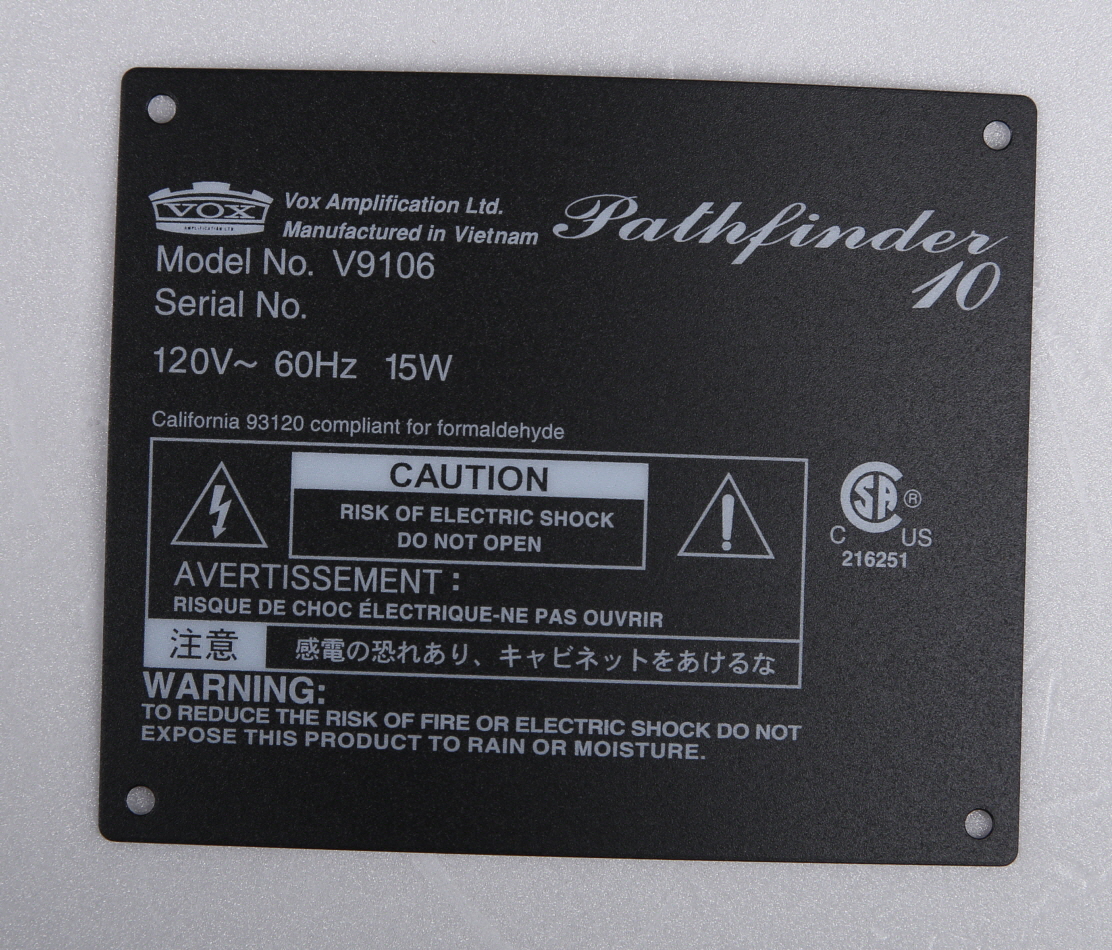 VOX
AMPLIFICATION LTD.
Vox Amplification Ltd.
Manufactured in Vietnam
Pathfinder
10
Model No. V9106
Serial No.
120V~ 60Hz 15W
California 93120 compliant for formaldehyde
CAUTION
RISK OF ELECTRIC SHOCK
DO NOT OPEN
AVERTISSEMENT :
RISQUE DE CHOC ÉLECTRIQUE-NE PAS OUVRIR
注意 感電の恐れあり、キャビネットをあけるな
WARNING:
TO REDUCE THE RISK OF FIRE OR ELECTRIC SHOCK DO NOT
EXPOSE THIS PRODUCT TO RAIN OR MOISTURE.
CSA ®
C US
216251